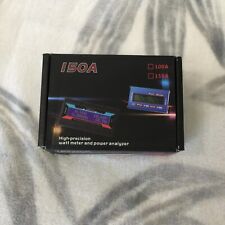 150A
100A
150A
High-precision
watt meter and power analyzer